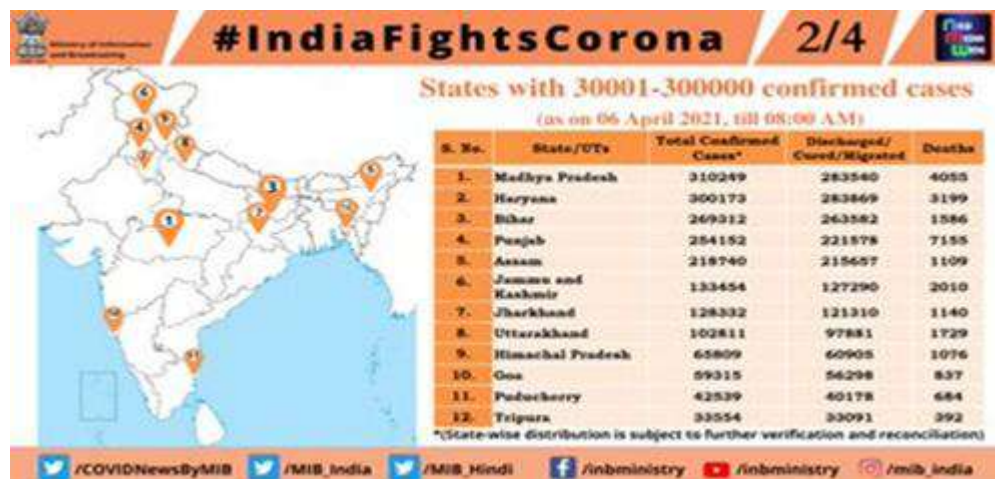 Ministry of Information
and Broadcasting
#IndiaFightsCorona
2/4
States with 30001-300000 confirmed cases
(as on 06 April 2021, till 08:00 AM)
S. No. State/UTs Total Confirmed Cases* Discharged/Cured/Migrated Deaths
1. Madhya Pradesh 310249 283540 4055
2. Haryana 300173 283869 3199
3. Bihar 269312 263582 1586
4. Punjab 254152 221578 7155
5. Assam 218740 215657 1109
6. Jammu and Kashmir 133454 127290 2010
7. Jharkhand 128332 121310 1140
8. Uttarakhand 102811 97881 1729
9. Himachal Pradesh 65809 60905 1076
10. Goa 59315 56298 837
11. Puducherry 42539 40178 684
12. Tripura 33554 33091 392
*(State-wise distribution is subject to further verification and reconciliation)
/COVIDNewsByMIB /MIB_India /MIB_Hindi /inbministry /inbministry /mib_india